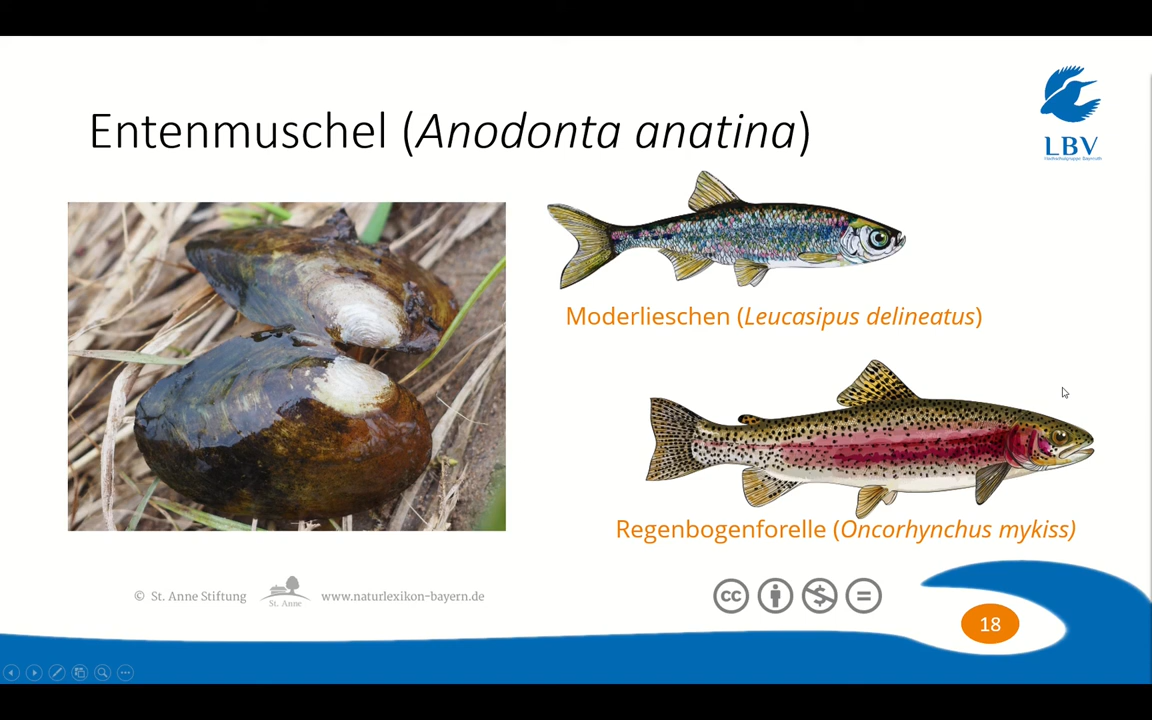 Entenmuschel (Anodonta anatina)
LBV
Moderlieschen (Leucasipus delineatus)
Regenbogenforelle (Oncorhynchus mykiss)
© St. Anne Stiftung
St. Anne
www.naturlexikon-bayern.de
cc
18